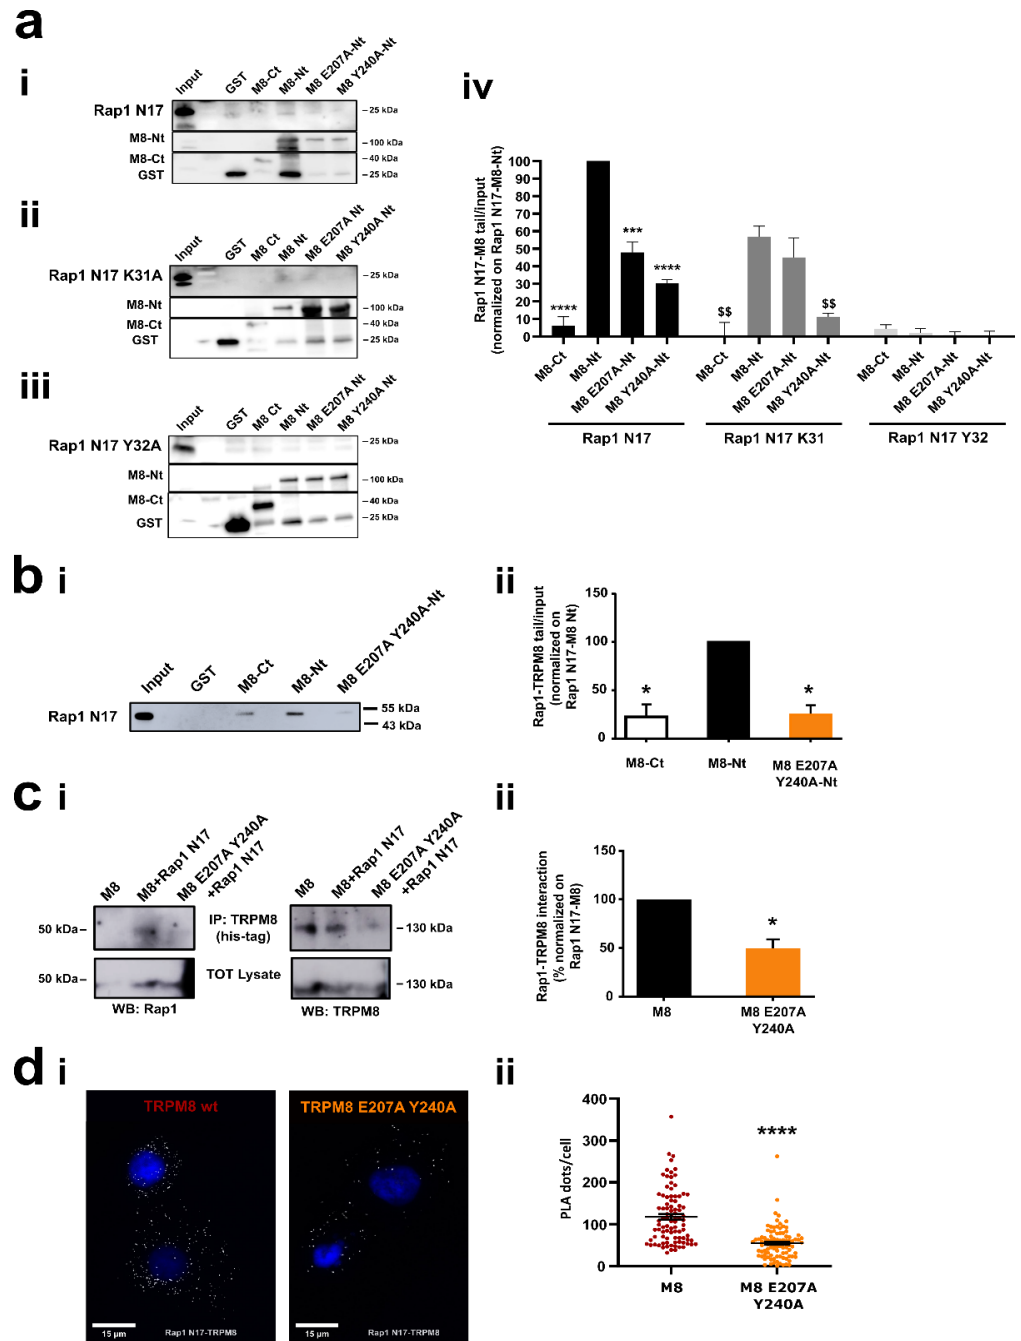 a
i
Input
GST
M8-Ct
M8-Nt
M8 E207A-Nt
M8 Y240A-Nt
Rap1 N17
25 kDa
M8-Nt
100 kDa
M8-Ct
40 kDa
GST
25 kDa
ii
Input
GST
M8 Ct
M8 Nt
M8 E207A Nt
M8 Y240A Nt
Rap1 N17 K31A
25 kDa
M8-Nt
100 kDa
M8-Ct
40 kDa
GST
25 kDa
iii
Input
GST
M8 Ct
M8 Nt
M8 E207A Nt
M8 Y240A Nt
Rap1 N17 Y32A
25 kDa
M8-Nt
100 kDa
M8-Ct
40 kDa
GST
25 kDa
iv
Rap1 N17-M8 tail/input
(normalized on Rap1 N17-M8-Nt)
100
90
80
70
60
50
40
30
20
10
0
****
***
****
$$
$$
M8-Ct
M8-Nt
M8 E207A-Nt
M8 Y240A-Nt
M8-Ct
M8-Nt
M8 E207A-Nt
M8 Y240A-Nt
M8-Ct
M8-Nt
M8 E207A-Nt
M8 Y240A-Nt
Rap1 N17
Rap1 N17 K31
Rap1 N17 Y32
b
i
Input
GST
M8-Ct
M8-Nt
M8 E207A Y240A-Nt
Rap1 N17
55 kDa
43 kDa
ii
Rap1-TRPM8 tail/input
(normalized on
Rap1 N17-M8 Nt)
150
100
50
0
*
*
M8-Ct
M8-Nt
M8 E207A
Y240A-Nt
c
i
M8
M8+Rap1 N17
M8 E207A Y240A
+Rap1 N17
M8
M8+Rap1 N17
M8 E207A Y240A
+Rap1 N17
50 kDa
IP: TRPM8
(his-tag)
130 kDa
50 kDa
TOT Lysate
130 kDa
WB: Rap1
WB: TRPM8
ii
Rap1-TRPM8 interaction
(% normalized on
Rap1 N17-M8)
150
100
50
0
*
M8
M8 E207A
Y240A
d
i
TRPM8 wt
TRPM8 E207A Y240A
15 µm
Rap1 N17-TRPM8
15 µm
Rap1 N17-TRPM8
ii
PLA dots/cell
400
300
200
100
0
****
M8
M8 E207A
Y240A